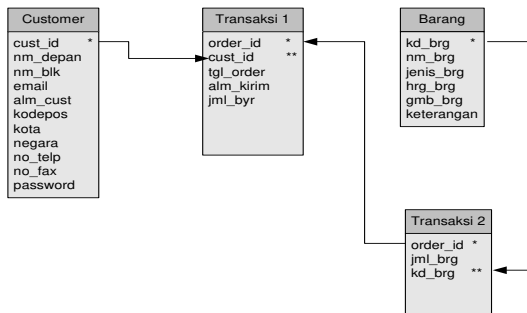 Customer
cust_id *
nm_depan
nm_blk
email
alm_cust
kodepos
kota
negara
no_telp
no_fax
password
Transaksi 1
order_id *
cust_id **
tgl_order
alm_kirim
jml_byr
Barang
kd_brg *
nm_brg
jenis_brg
hrg_brg
gmb_brg
keterangan
Transaksi 2
order_id *
jml_brg
kd_brg **